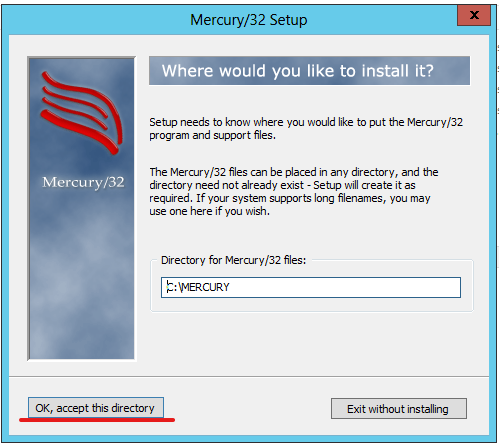 Mercury/32 Setup
x
Where would you like to install it?
Setup needs to know where you would like to put the Mercury/32
program and support files.
Mercury/32
The Mercury/32 files can be placed in any directory, and the
directory need not already exist - Setup will create it as
required. If your system supports long filenames, you may
use one here if you wish.
Directory for Mercury/32 files:
C:\MERCURY
OK, accept this directory
Exit without installing